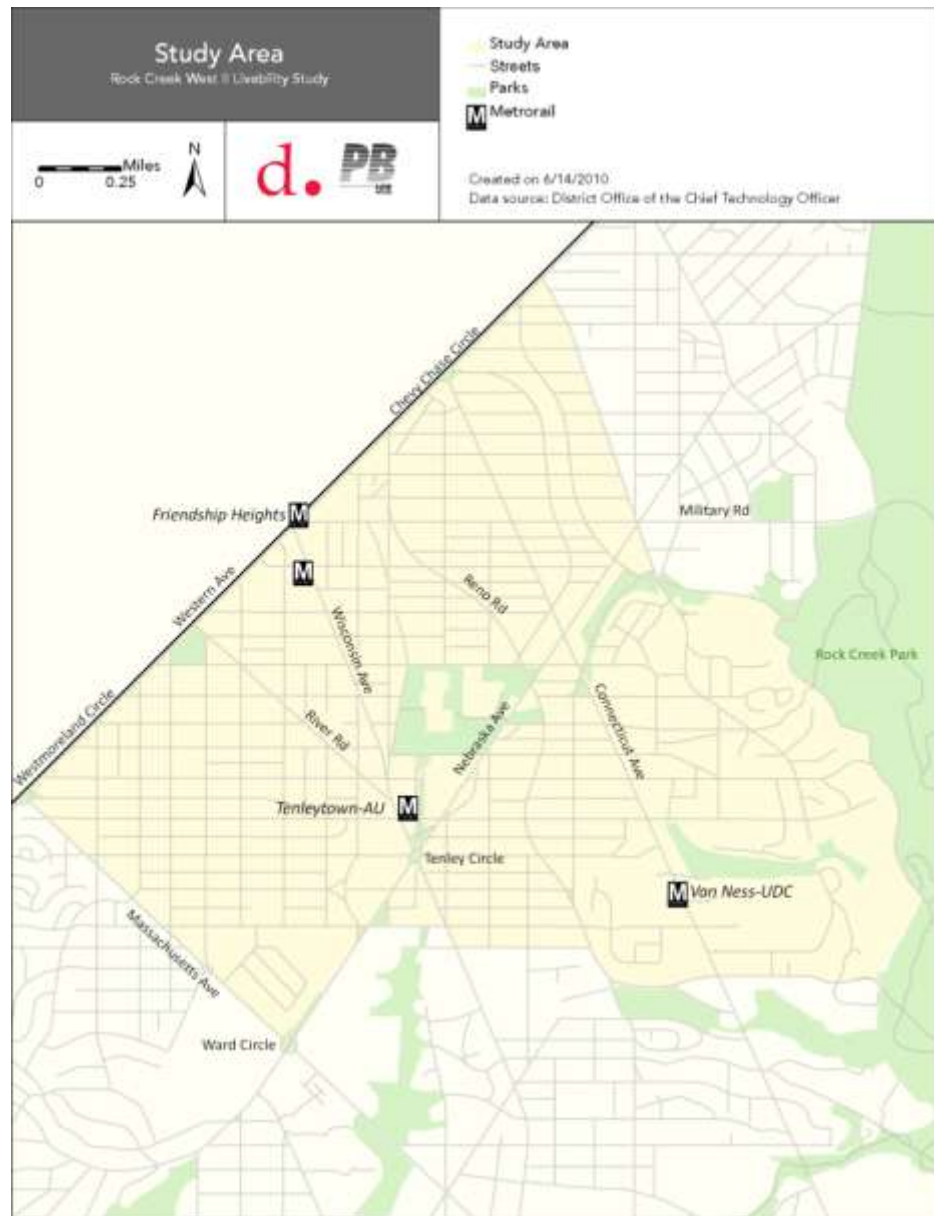 Study Area
Rock Creek West II Livability Study
Study Area
Streets
Parks
M Metrorail
Miles
0 0.25
N
d.
PB
Created on 6/14/2010
Data source: District Office of the Chief Technology Officer
Chevy Chase Circle
Friendship Heights M
Military Rd
M
Western Ave
Reno Rd
Wisconsin Ave
Rock Creek Park
Westmoreland Circle
River Rd
Nebraska Ave
Connecticut Ave
Tenleytown-AU M
Tenley Circle
M Van Ness-UDC
Massachusetts Ave
Ward Circle